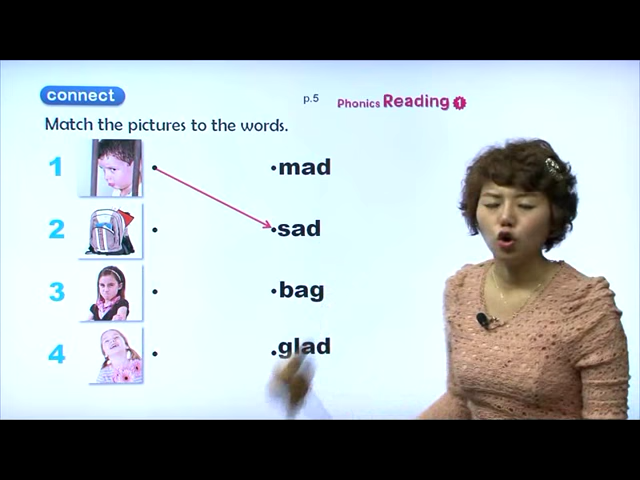 connect
p.5 Phonics Reading 1
Match the pictures to the words.
1 mad
2 sad
3 bag
4 glad